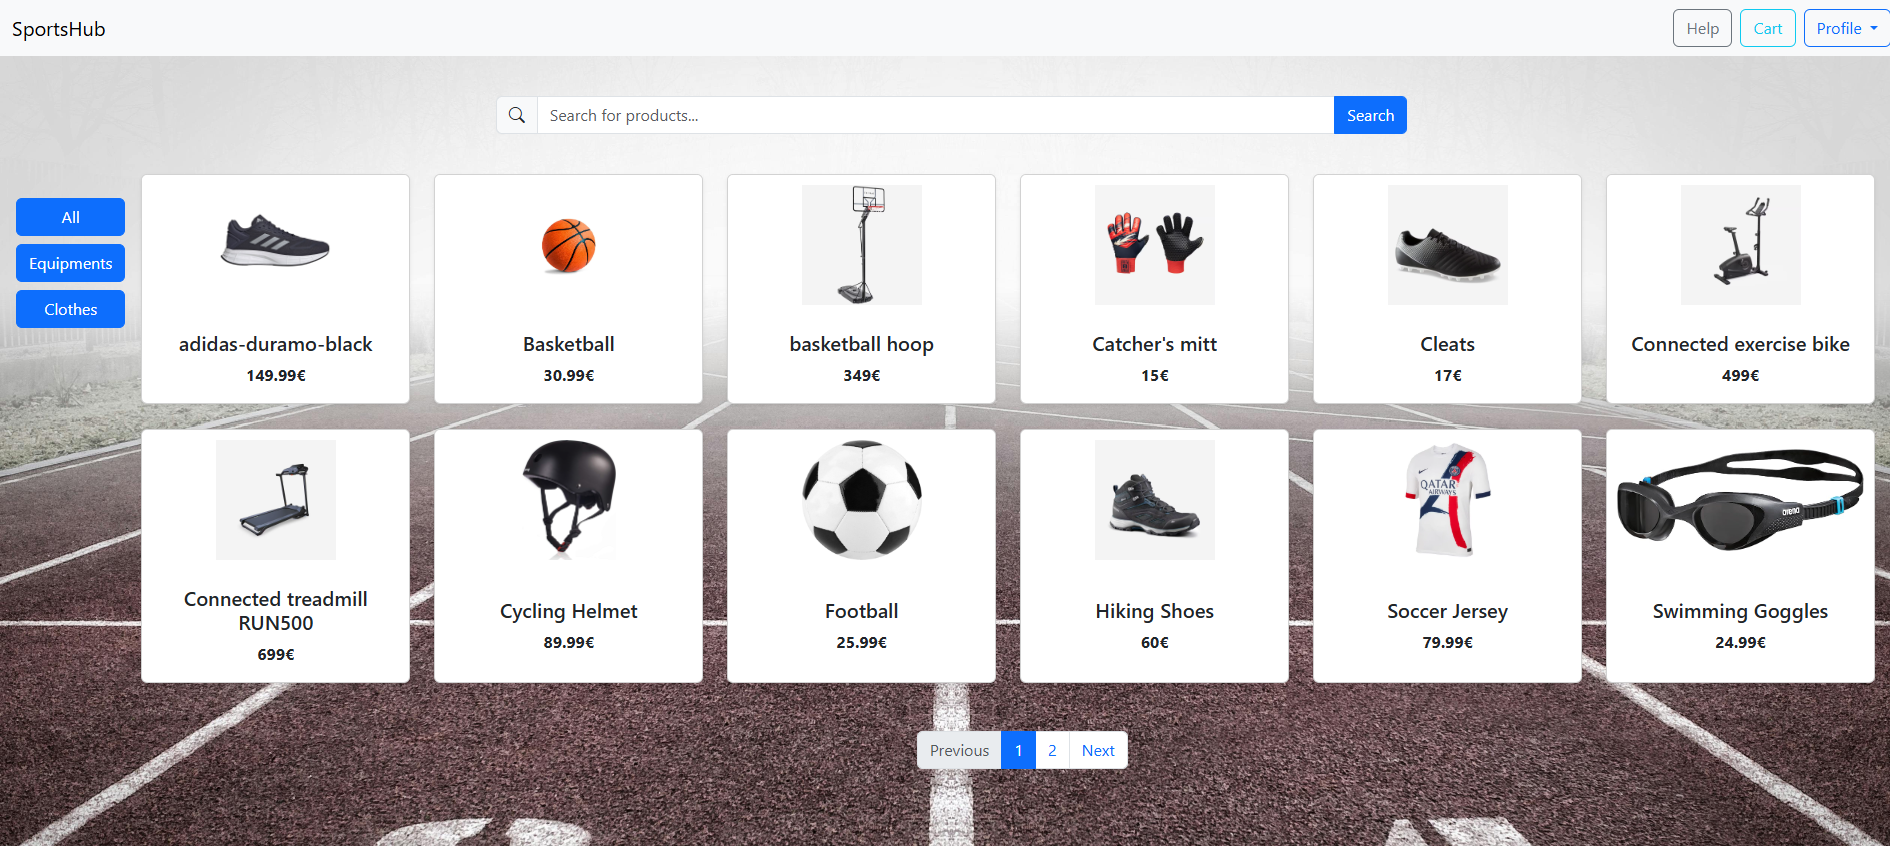 SportsHub
Help
Cart
Profile
Search for products...
Search
All
Equipments
Clothes
adidas-duramo-black
149.99€
Basketball
30.99€
basketball hoop
349€
Catcher's mitt
15€
Cleats
17€
Connected exercise bike
499€
Connected treadmill
RUN500
699€
Cycling Helmet
89.99€
Football
25.99€
Hiking Shoes
60€
QATAR
AIRWAYS
Soccer Jersey
79.99€
arena
Swimming Goggles
24.99€
Previous
1
2
Next